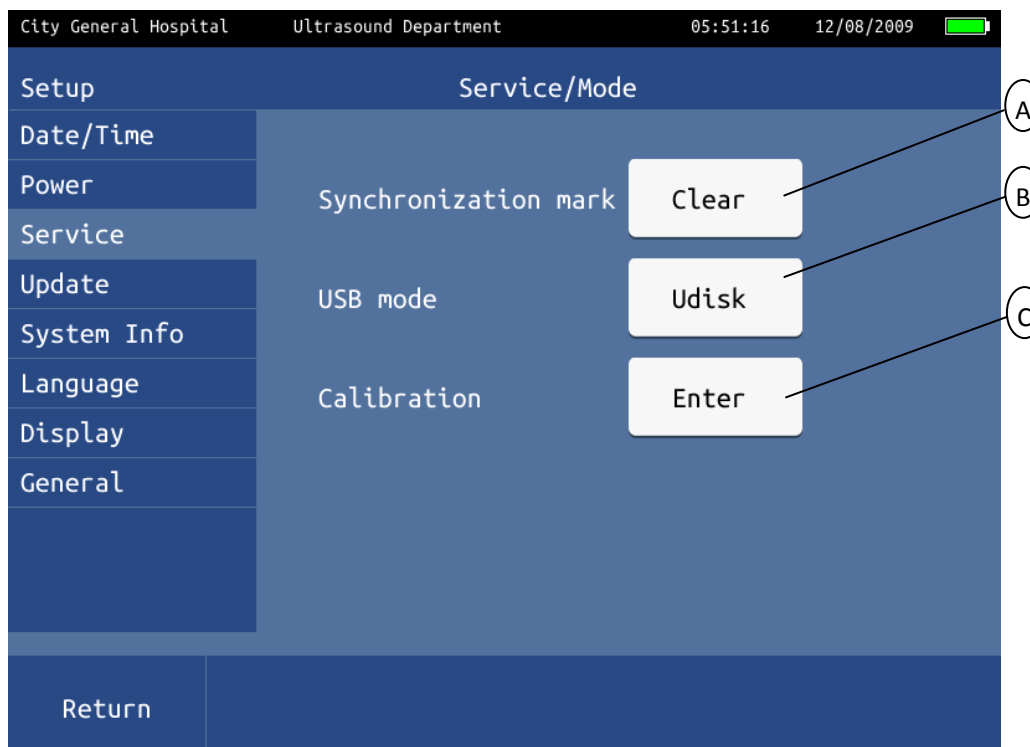 City General Hospital Ultrasound Department 05:51:16 12/08/2009
Setup Service/Mode
Date/Time
Power
Service
Update
System Info
Language
Display
General
Synchronization mark Clear
USB mode Udisk
Calibration Enter
A
B
C
Return